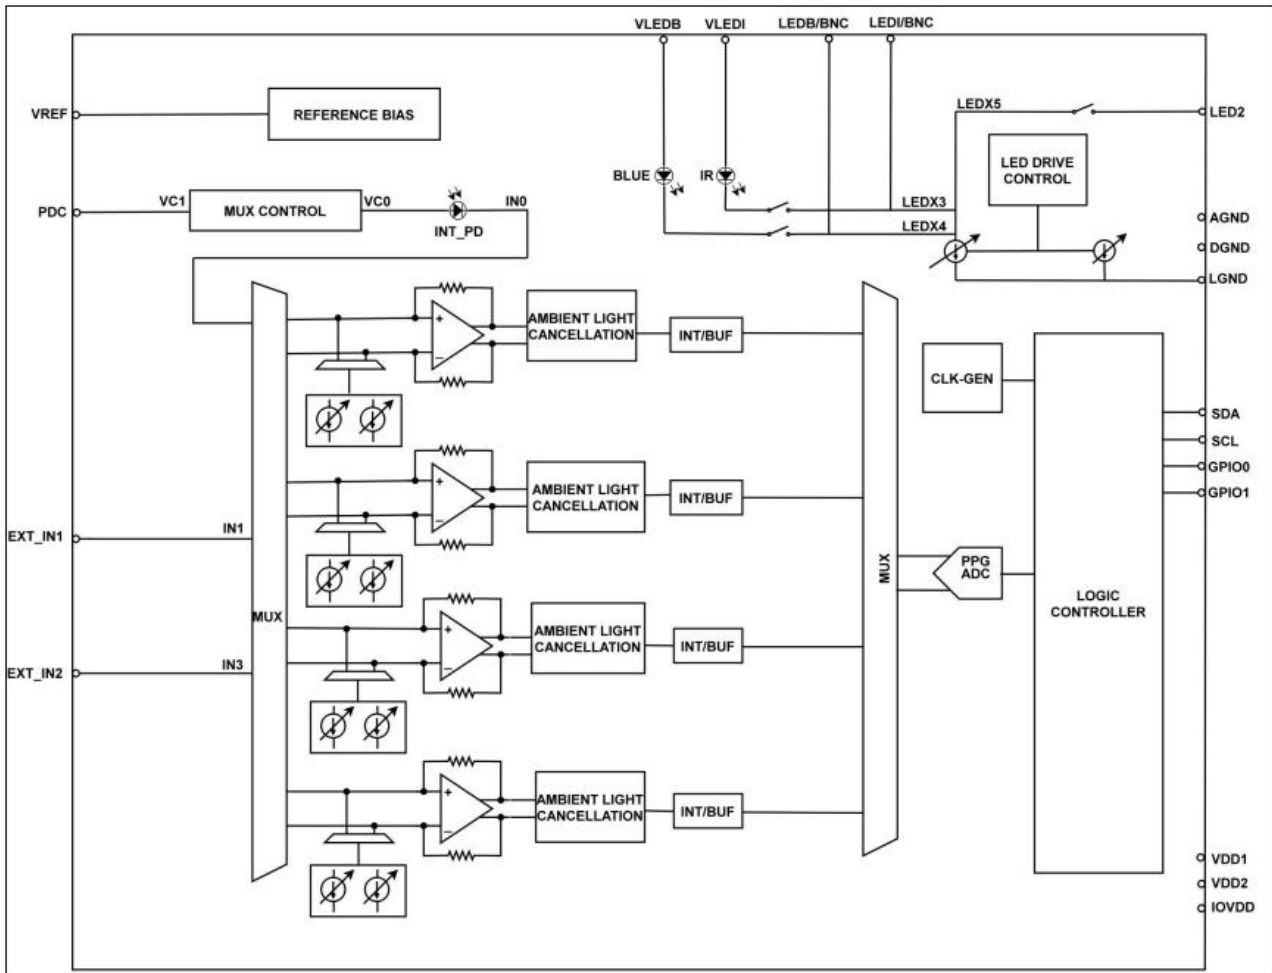 VLEDB VLEDI LEDB/BNC LEDI/BNC
VREF
REFERENCE BIAS
LEDX5
LED2
LED DRIVE
CONTROL
BLUE
IR
PDC
VC1
MUX CONTROL
VC0
INT_PD
IN0
LEDX3
LEDX4
AGND
DGND
LGND
+
−
AMBIENT LIGHT
CANCELLATION
INT/BUF
CLK-GEN
SDA
SCL
GPIO0
GPIO1
+
−
AMBIENT LIGHT
CANCELLATION
INT/BUF
EXT_IN1
IN1
MUX
PPG
ADC
LOGIC
CONTROLLER
MUX
+
−
AMBIENT LIGHT
CANCELLATION
INT/BUF
EXT_IN2
IN3
+
−
AMBIENT LIGHT
CANCELLATION
INT/BUF
VDD1
VDD2
IOVDD